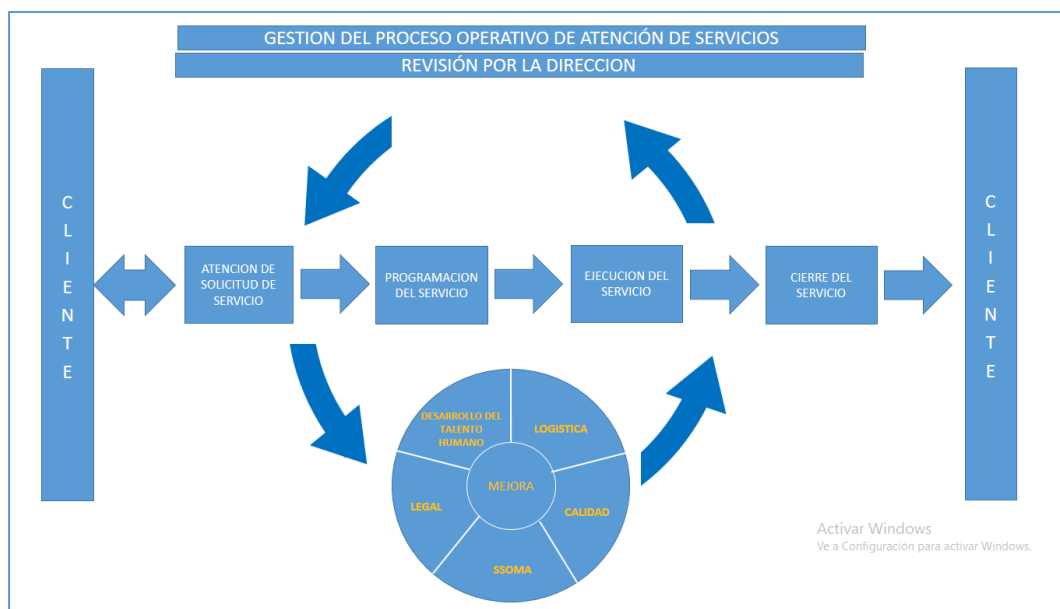 GESTION DEL PROCESO OPERATIVO DE ATENCIÓN DE SERVICIOS
REVISIÓN POR LA DIRECCION
CLIENTE
ATENCION DE
SOLICITUD DE
SERVICIO
PROGRAMACION
DEL SERVICIO
EJECUCION DEL
SERVICIO
CIERRE DEL
SERVICIO
CLIENTE
DESARROLLO DEL
TALENTO
HUMANO
LOGISTICA
MEJORA
LEGAL
CALIDAD
SSOMA
Activar Windows
Ve a Configuración para activar Windows.